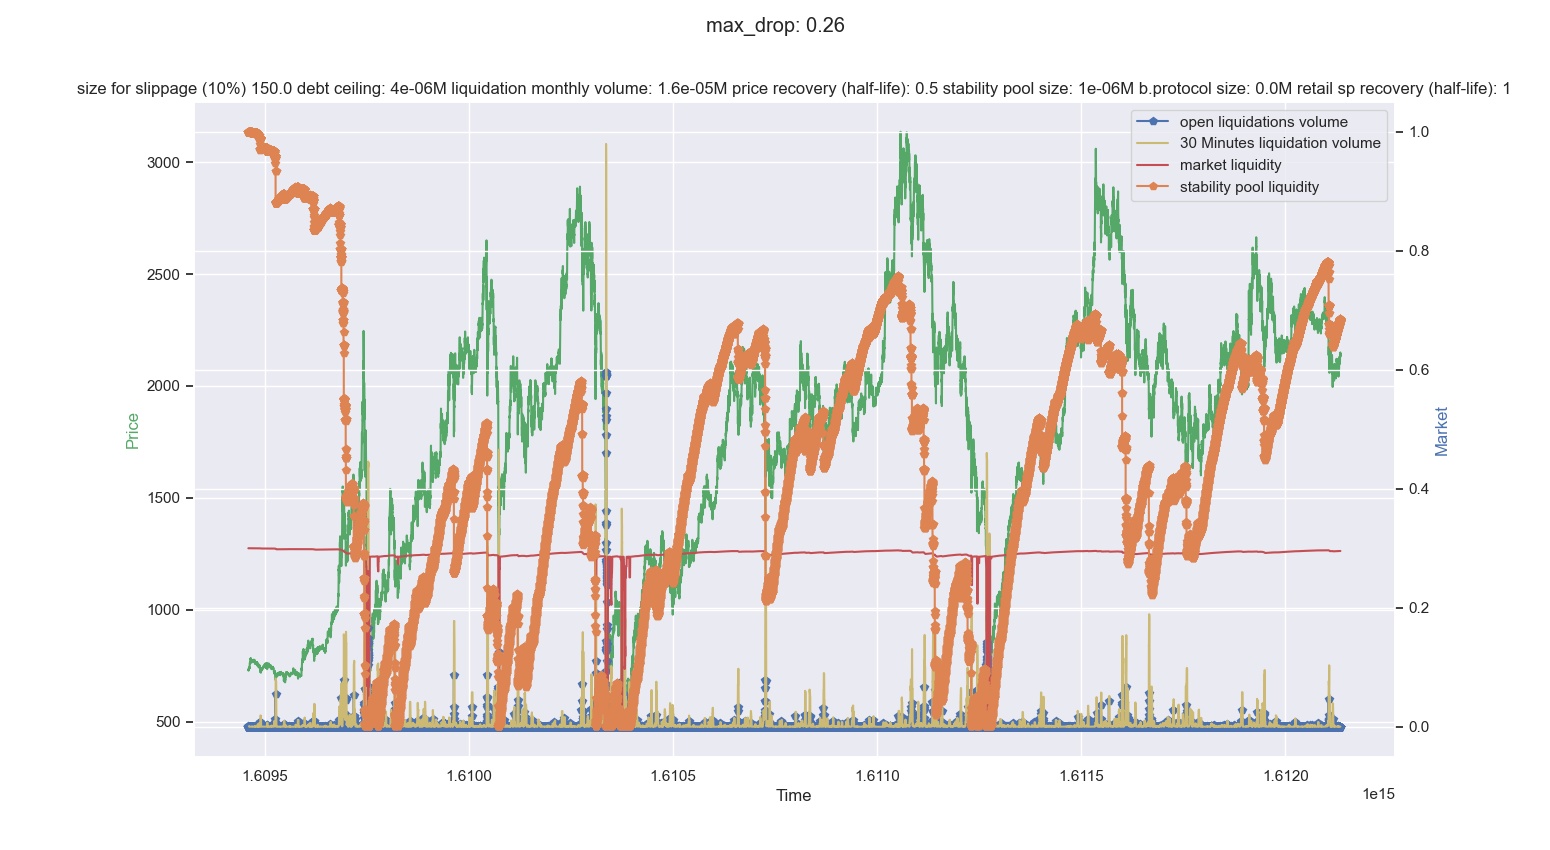 max_drop: 0.26
size for slippage (10%) 150.0 debt ceiling: 4e-06M liquidation monthly volume: 1.6e-05M price recovery (half-life): 0.5 stability pool size: 1e-06M b.protocol size: 0.0M retail sp recovery (half-life): 1
open liquidations volume
30 Minutes liquidation volume
market liquidity
stability pool liquidity
Price
3000
2500
2000
1500
1000
500
1.0
0.8
0.6
0.4
0.2
0.0
Market
1.6095 1.6100 1.6105 1.6110 1.6115 1.6120
Time
1e15